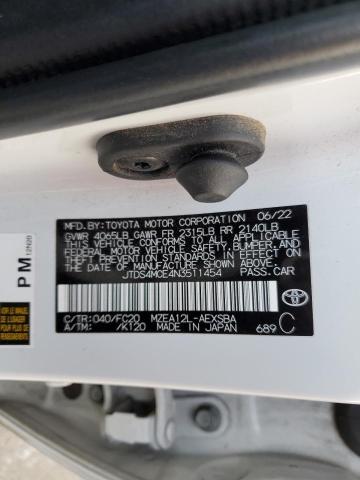 MFD. BY: TOYOTA MOTOR CORPORATION 06/22
GVWR 4065LB GAWR FR 2315LB RR 2140LB
THIS VEHICLE CONFORMS TO ALL APPLICABLE
FEDERAL MOTOR VEHICLE SAFETY, BUMPER, AND
THEFT PREVENTION STANDARDS IN EFFECT ON
THE DATE OF MANUFACTURE SHOWN ABOVE.
JTDS4MCE4N3511454
C/TR:040/FC20 MZEA12L-AEXSBA
A/TM: /K120 MADE IN JAPAN 689 C
PM
12N20